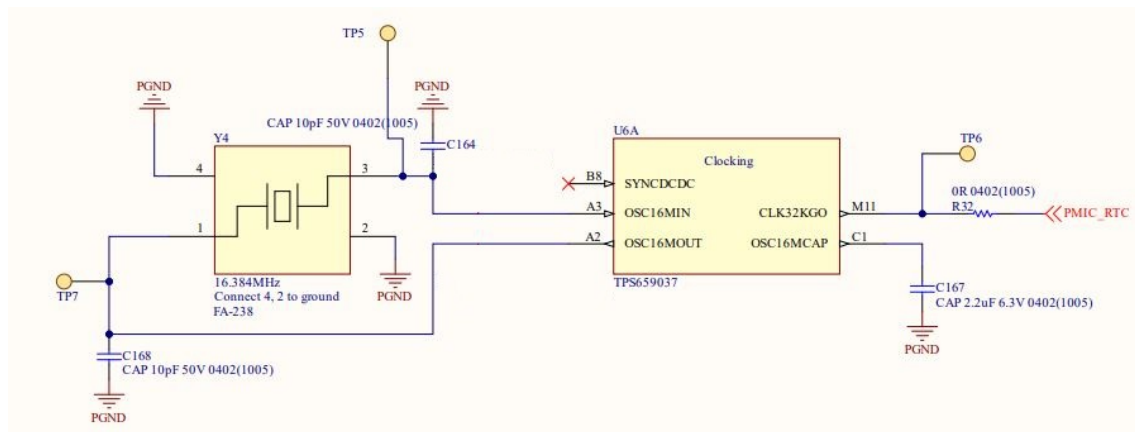 TP5
PGND
PGND
CAP 10pF 50V 0402(1005)
C164
Y4
4
3
1
2
16.384MHz
Connect 4, 2 to ground
FA-238
PGND
TP7
C168
CAP 10pF 50V 0402(1005)
PGND
U6A
Clocking
B8
SYNCDCDC
A3
OSC16MIN
A2
OSC16MOUT
CLK32KGO
M11
OSC16MCAP
C1
TPS659037
TP6
0R 0402(1005)
R32
PMIC_RTC
C167
CAP 2.2uF 6.3V 0402(1005)
PGND